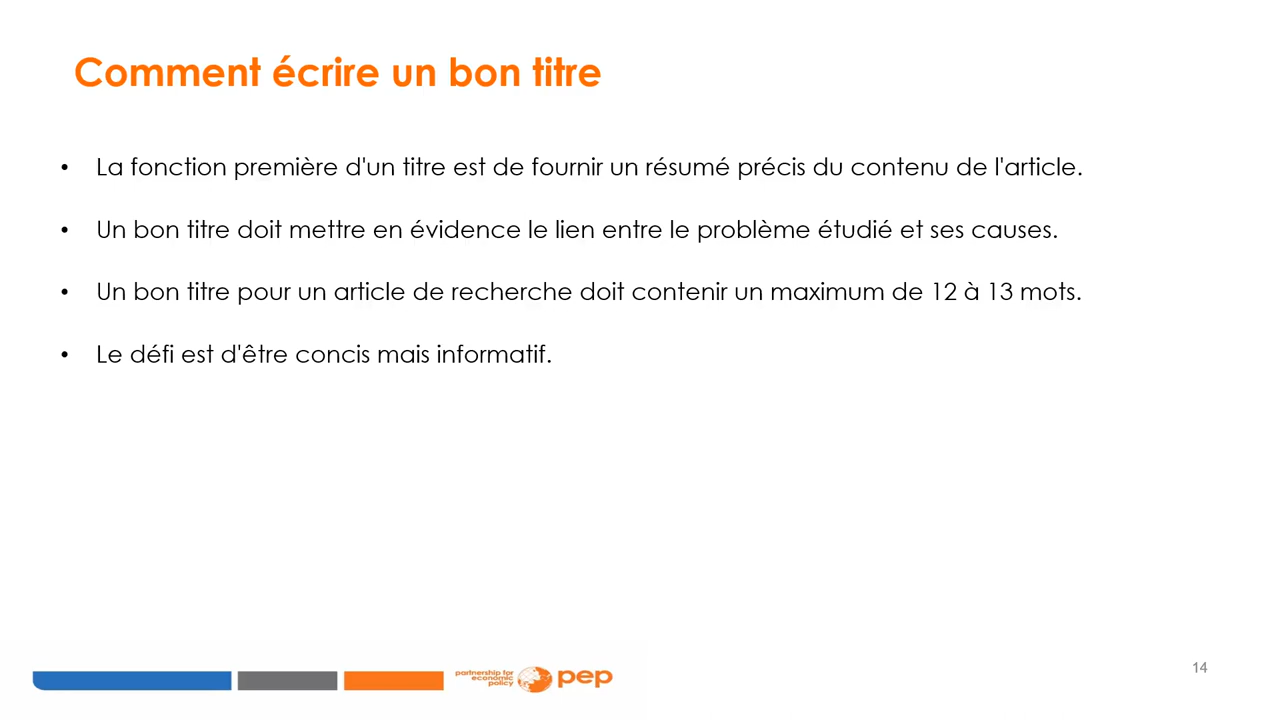 Comment écrire un bon titre
• La fonction première d'un titre est de fournir un résumé précis du contenu de l'article.
• Un bon titre doit mettre en évidence le lien entre le problème étudié et ses causes.
• Un bon titre pour un article de recherche doit contenir un maximum de 12 à 13 mots.
• Le défi est d'être concis mais informatif.
partnership for
economic
policy
pep
14